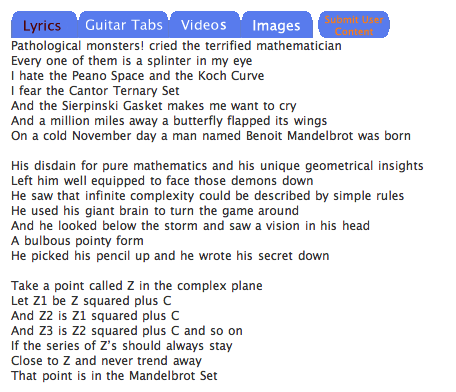 Lyrics Guitar Tabs Videos Images Submit User Content
Pathological monsters! cried the terrified mathematician
Every one of them is a splinter in my eye
I hate the Peano Space and the Koch Curve
I fear the Cantor Ternary Set
And the Sierpinski Gasket makes me want to cry
And a million miles away a butterfly flapped its wings
On a cold November day a man named Benoit Mandelbrot was born

His disdain for pure mathematics and his unique geometrical insights
Left him well equipped to face those demons down
He saw that infinite complexity could be described by simple rules
He used his giant brain to turn the game around
And he looked below the storm and saw a vision in his head
A bulbous pointy form
He picked his pencil up and he wrote his secret down

Take a point called Z in the complex plane
Let Z1 be Z squared plus C
And Z2 is Z1 squared plus C
And Z3 is Z2 squared plus C and so on
If the series of Z's should always stay
Close to Z and never trend away
That point is in the Mandelbrot Set